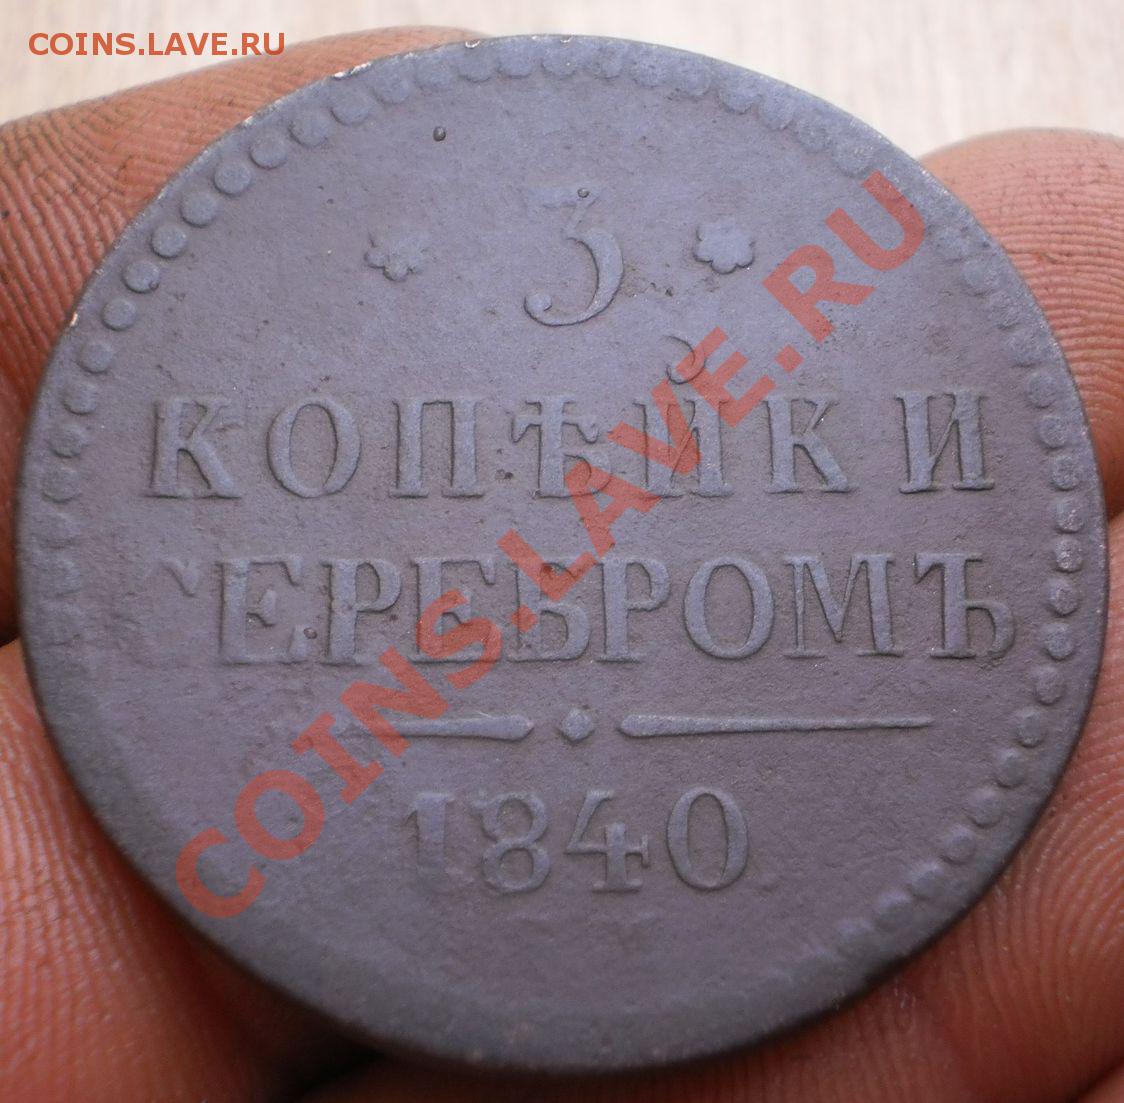 COINS.LAVE.RU
* 3 *
КОПѢЙКИ
СЕРЕБРОМЪ
1840
COINS.LAVE.RU